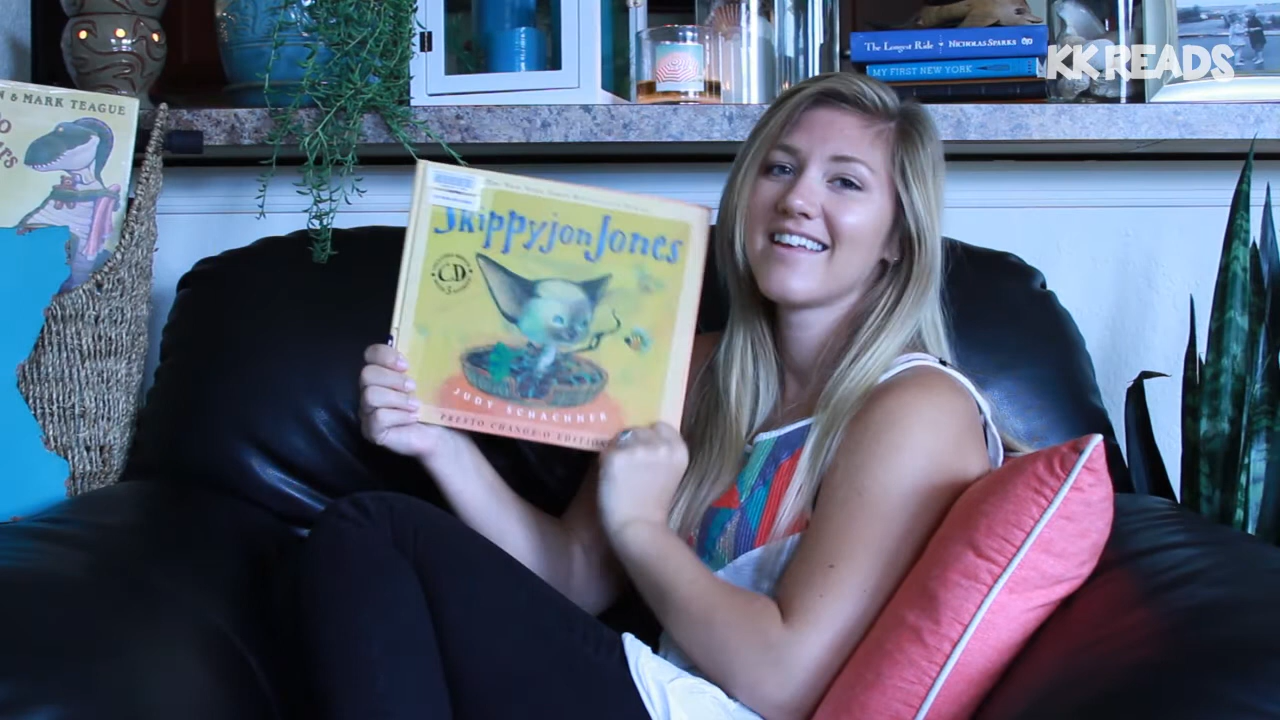 N & MARK TEAGUE
The Longest Ride NICHOLAS SPARKS
MY FIRST NEW YORK
KK READS
Skippyjon Jones
CD
JUDY SCHACHNER
PRESTO CHANGE-O EDITION